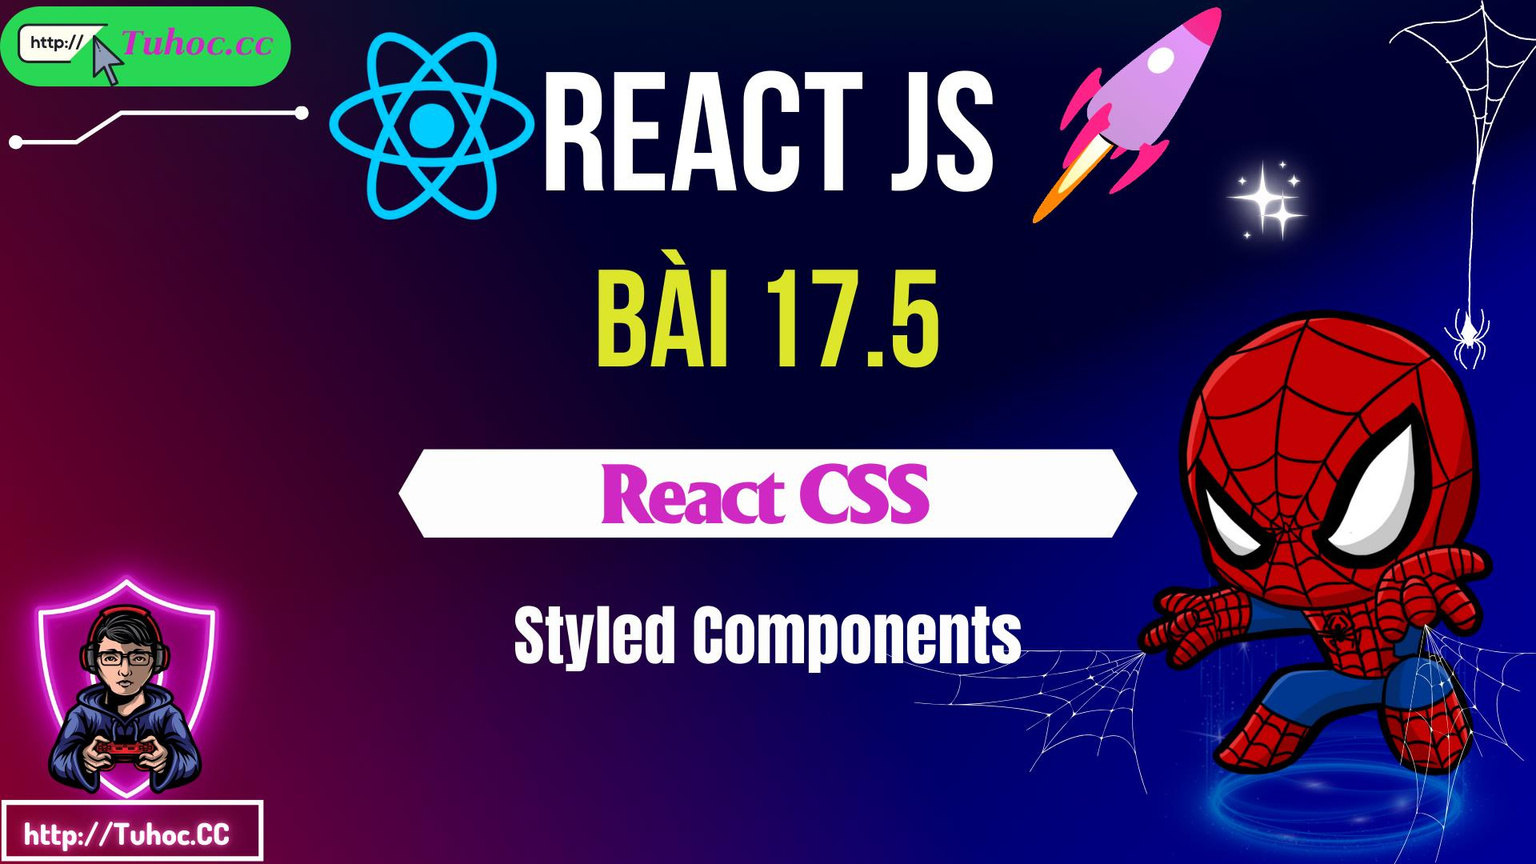 http:// Tuhoc.cc
REACT JS
BÀI 17.5
React CSS
Styled Components
http://Tuhoc.CC